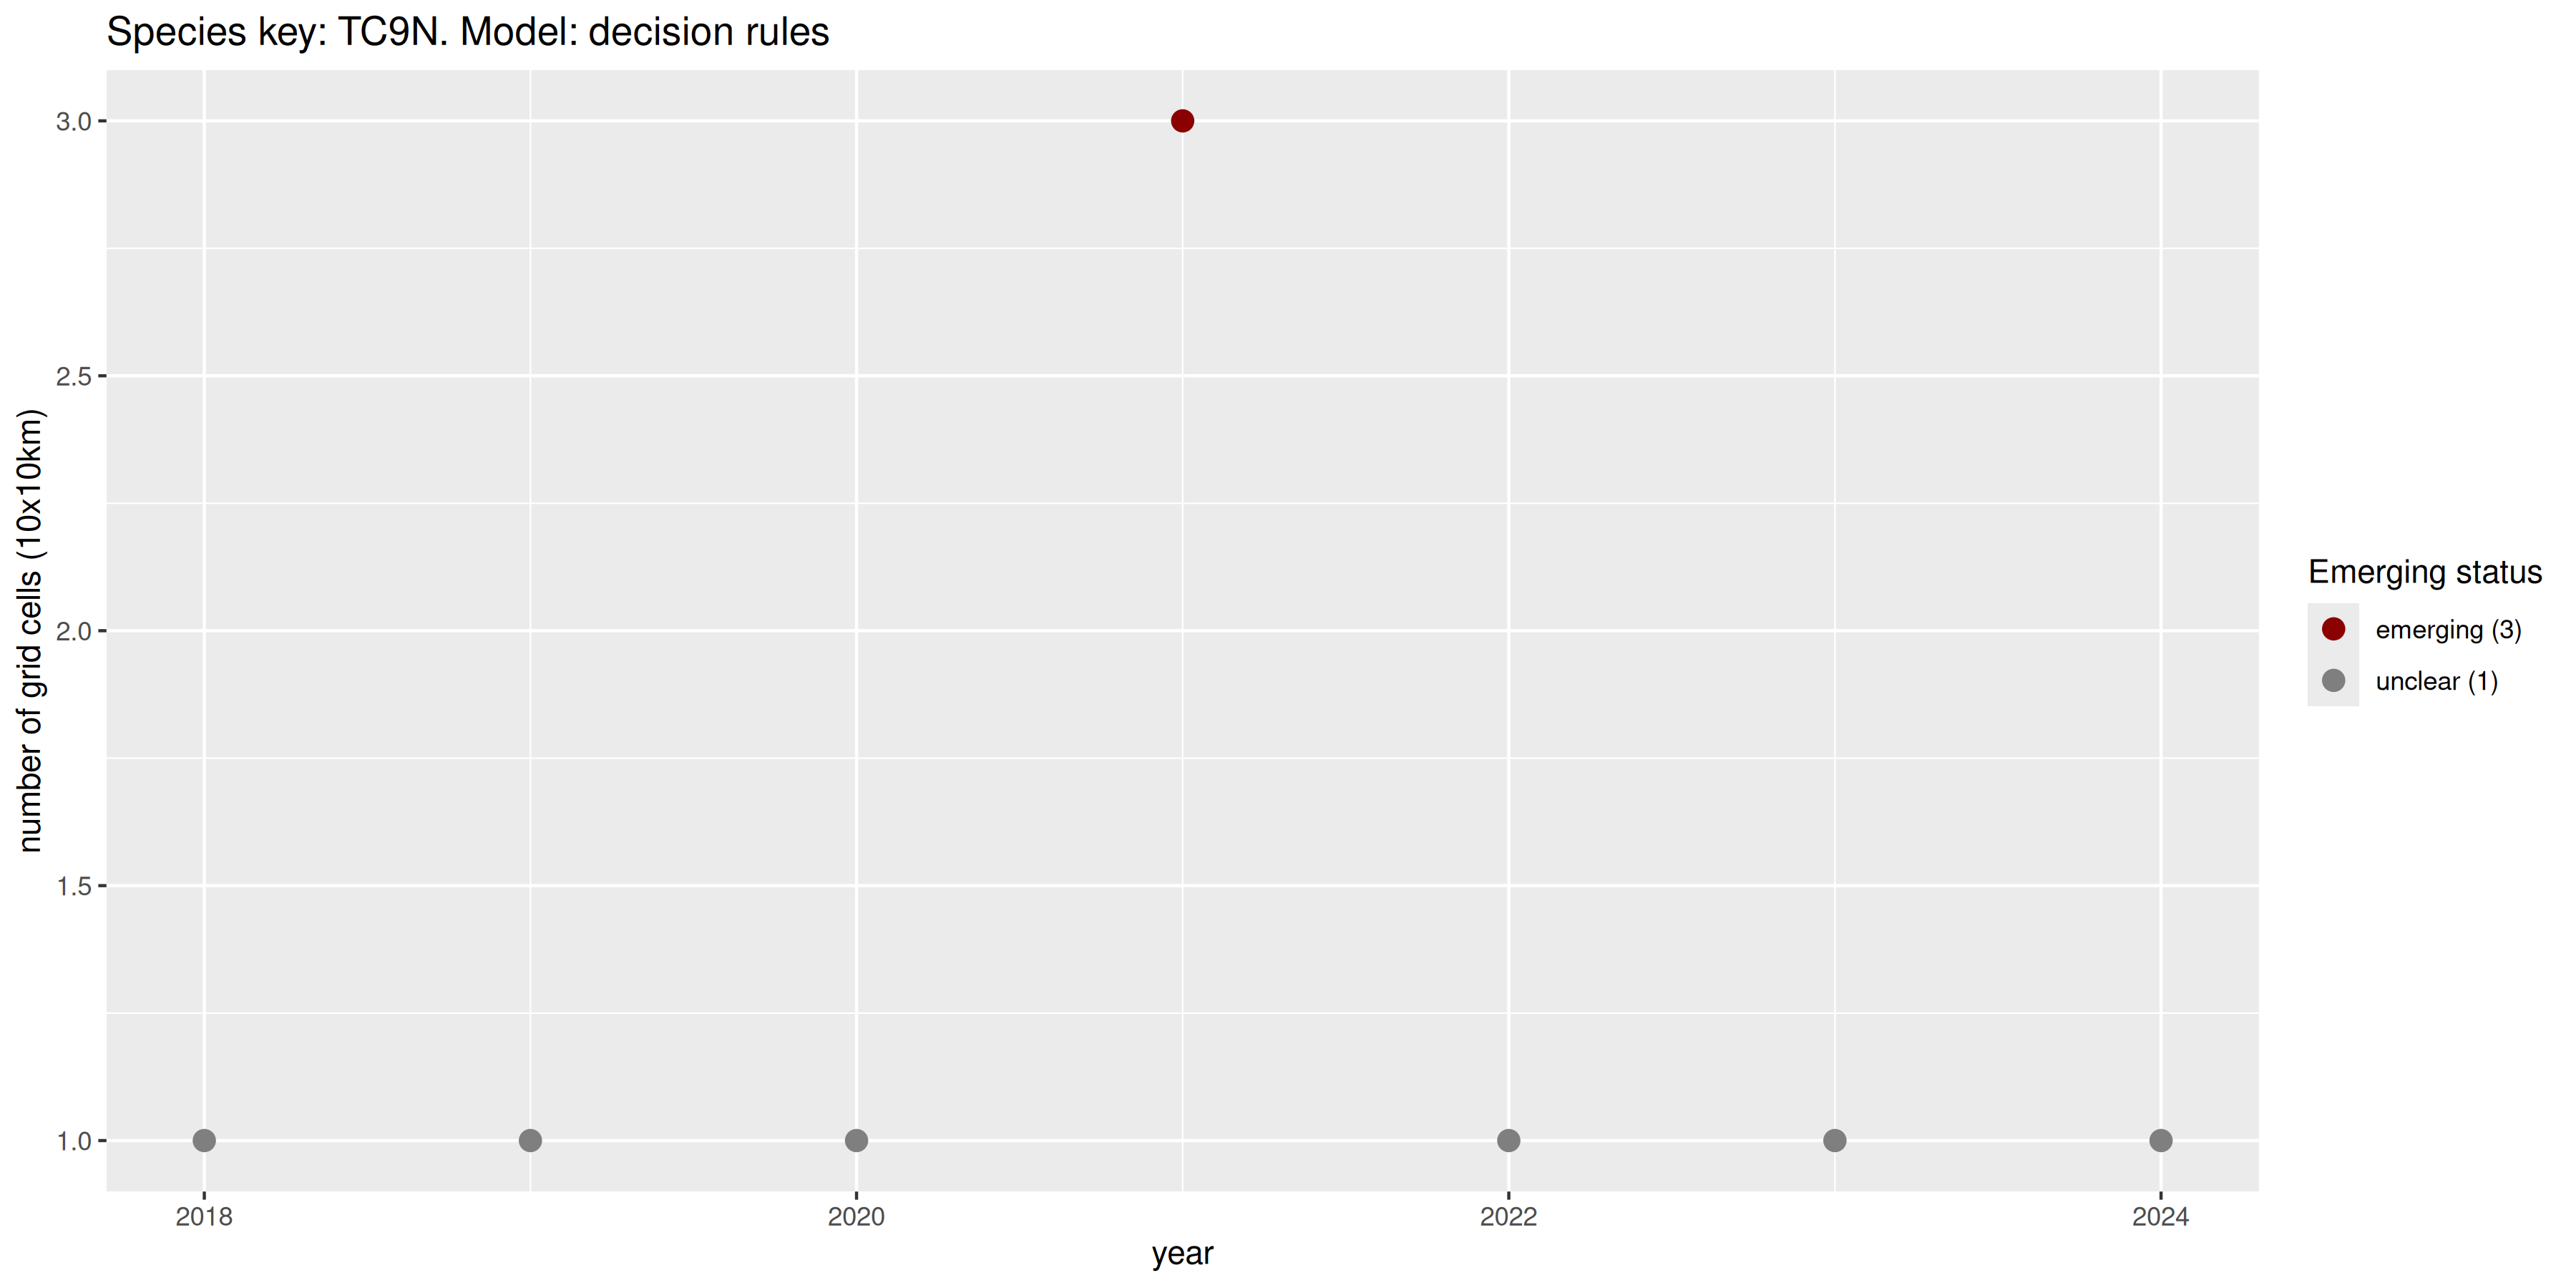 Species key: TC9N. Model: decision rules
number of grid cells (10x10km)
3.0
2.5
2.0
1.5
1.0
2018
2020
2022
2024
year
Emerging status
emerging (3)
unclear (1)